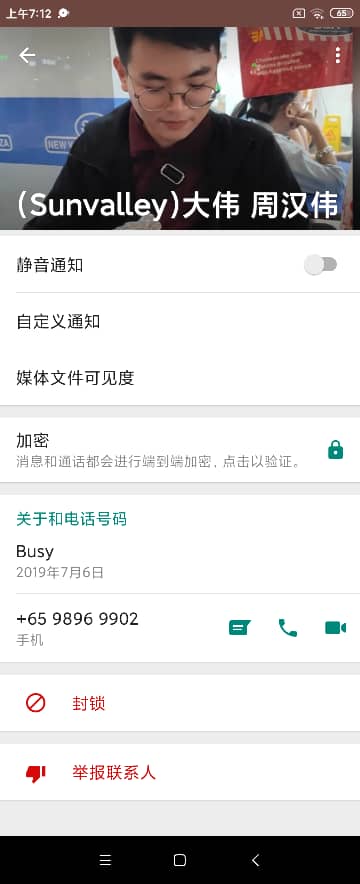 上午7:12
65
NEW Y
ZA
(Sunvalley)大伟 周汉伟
静音通知
自定义通知
媒体文件可见度
加密
消息和通话都会进行端到端加密，点击以验证。
关于和电话号码
Busy
2019年7月6日
+65 9896 9902
手机
封锁
举报联系人